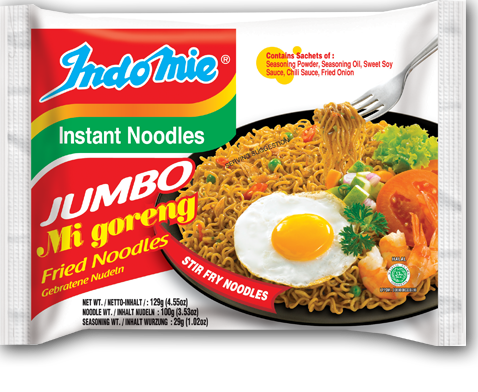 Indomie®
Contains Sachets of :
Seasoning Powder, Seasoning Oil, Sweet Soy
Sauce, Chili Sauce, Fried Onion
Instant Noodles
SERVING SUGGESTION
JUMBO
Mi goreng
Fried Noodles
Gebratene Nudeln
STIR FRY NOODLES
NET WT. / NETTO-INHALT / : 129g (4.55oz)
NOODLE WT. / INHALT NUDELN : 100g (3.53oz)
SEASONING WT. / INHALT WURZUNG : 29g (1.02oz)